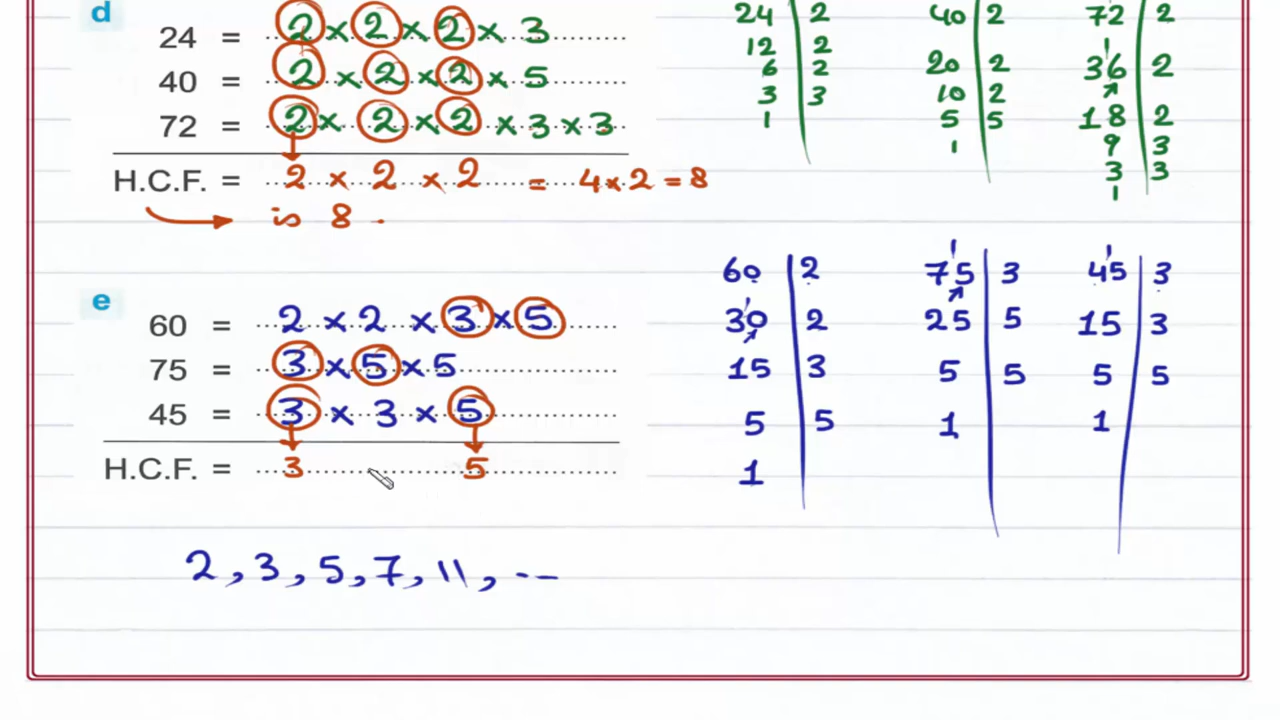 d
24 = 2 × 2 × 2 × 3
40 = 2 × 2 × 2 × 5
72 = 2 × 2 × 2 × 3 × 3
H.C.F. = 2 × 2 × 2 = 4 × 2 = 8
is 8 .
24 2
12 2
6 2
3 3
1
40 2
20 2
10 2
5 5
1
72 2
1
36 2
18 2
9 3
3 3
1
e
60 = 2 × 2 × 3 × 5
75 = 3 × 5 × 5
45 = 3 × 3 × 5
H.C.F. = 3 5
60 2
1
30 2
15 3
5 5
1
1
75 3
25 5
5 5
1
1
45 3
15 3
5 5
1
2 , 3 , 5 , 7 , 11 , ...